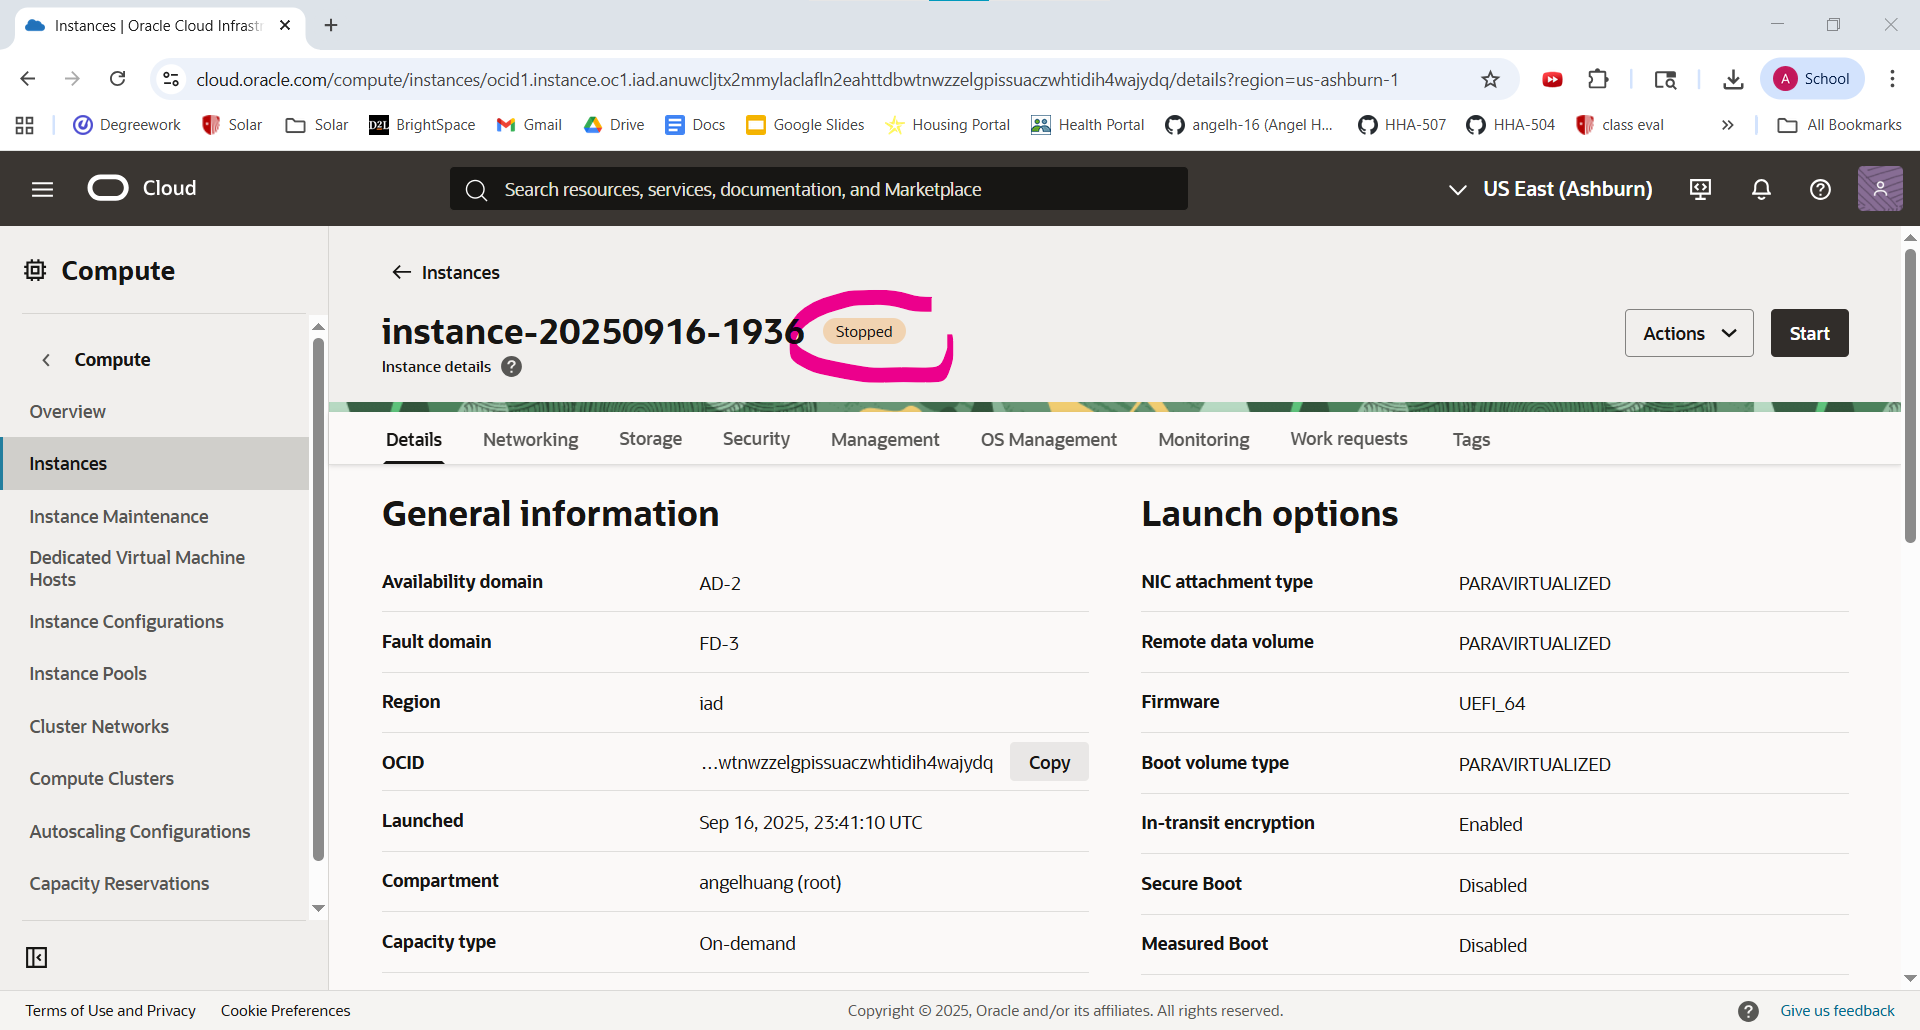 Instances | Oracle Cloud Infrastr
cloud.oracle.com/compute/instances/ocid1.instance.oc1.iad.anuwcljtx2mmylaclafln2eahttdbwtnwzzelgpissuaczwhtidih4wajydq/details?region=us-ashburn-1
A School
Degreework Solar Solar D2L BrightSpace Gmail Drive Docs Google Slides Housing Portal Health Portal angelh-16 (Angel H... HHA-507 HHA-504 class eval » All Bookmarks
Cloud
Search resources, services, documentation, and Marketplace
US East (Ashburn)
Compute
Compute
Overview
Instances
Instance Maintenance
Dedicated Virtual Machine
Hosts
Instance Configurations
Instance Pools
Cluster Networks
Compute Clusters
Autoscaling Configurations
Capacity Reservations
Instances
instance-20250916-1936 Stopped
Instance details ?
Actions Start
Details Networking Storage Security Management OS Management Monitoring Work requests Tags
General information
Availability domain AD-2
Fault domain FD-3
Region iad
OCID ...wtnwzzelgpissuaczwhtidih4wajydq Copy
Launched Sep 16, 2025, 23:41:10 UTC
Compartment angelhuang (root)
Capacity type On-demand
Launch options
NIC attachment type PARAVIRTUALIZED
Remote data volume PARAVIRTUALIZED
Firmware UEFI_64
Boot volume type PARAVIRTUALIZED
In-transit encryption Enabled
Secure Boot Disabled
Measured Boot Disabled
Terms of Use and Privacy Cookie Preferences Copyright © 2025, Oracle and/or its affiliates. All rights reserved. ? Give us feedback